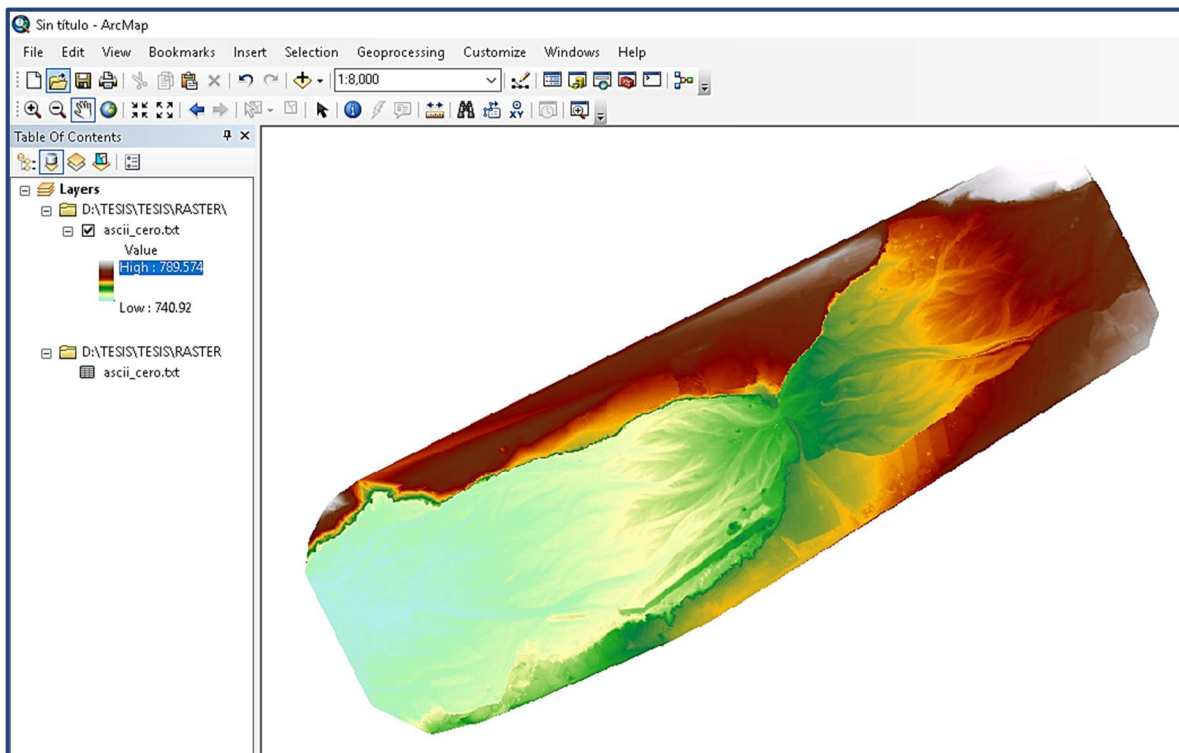 Sin título - ArcMap
File Edit View Bookmarks Insert Selection Geoprocessing Customize Windows Help
1:8,000
XY
Table Of Contents
Layers
D:\TESIS\TESIS\RASTER\
ascii_cero.txt
Value
High : 789.574
Low : 740.92
D:\TESIS\TESIS\RASTER
ascii_cero.txt